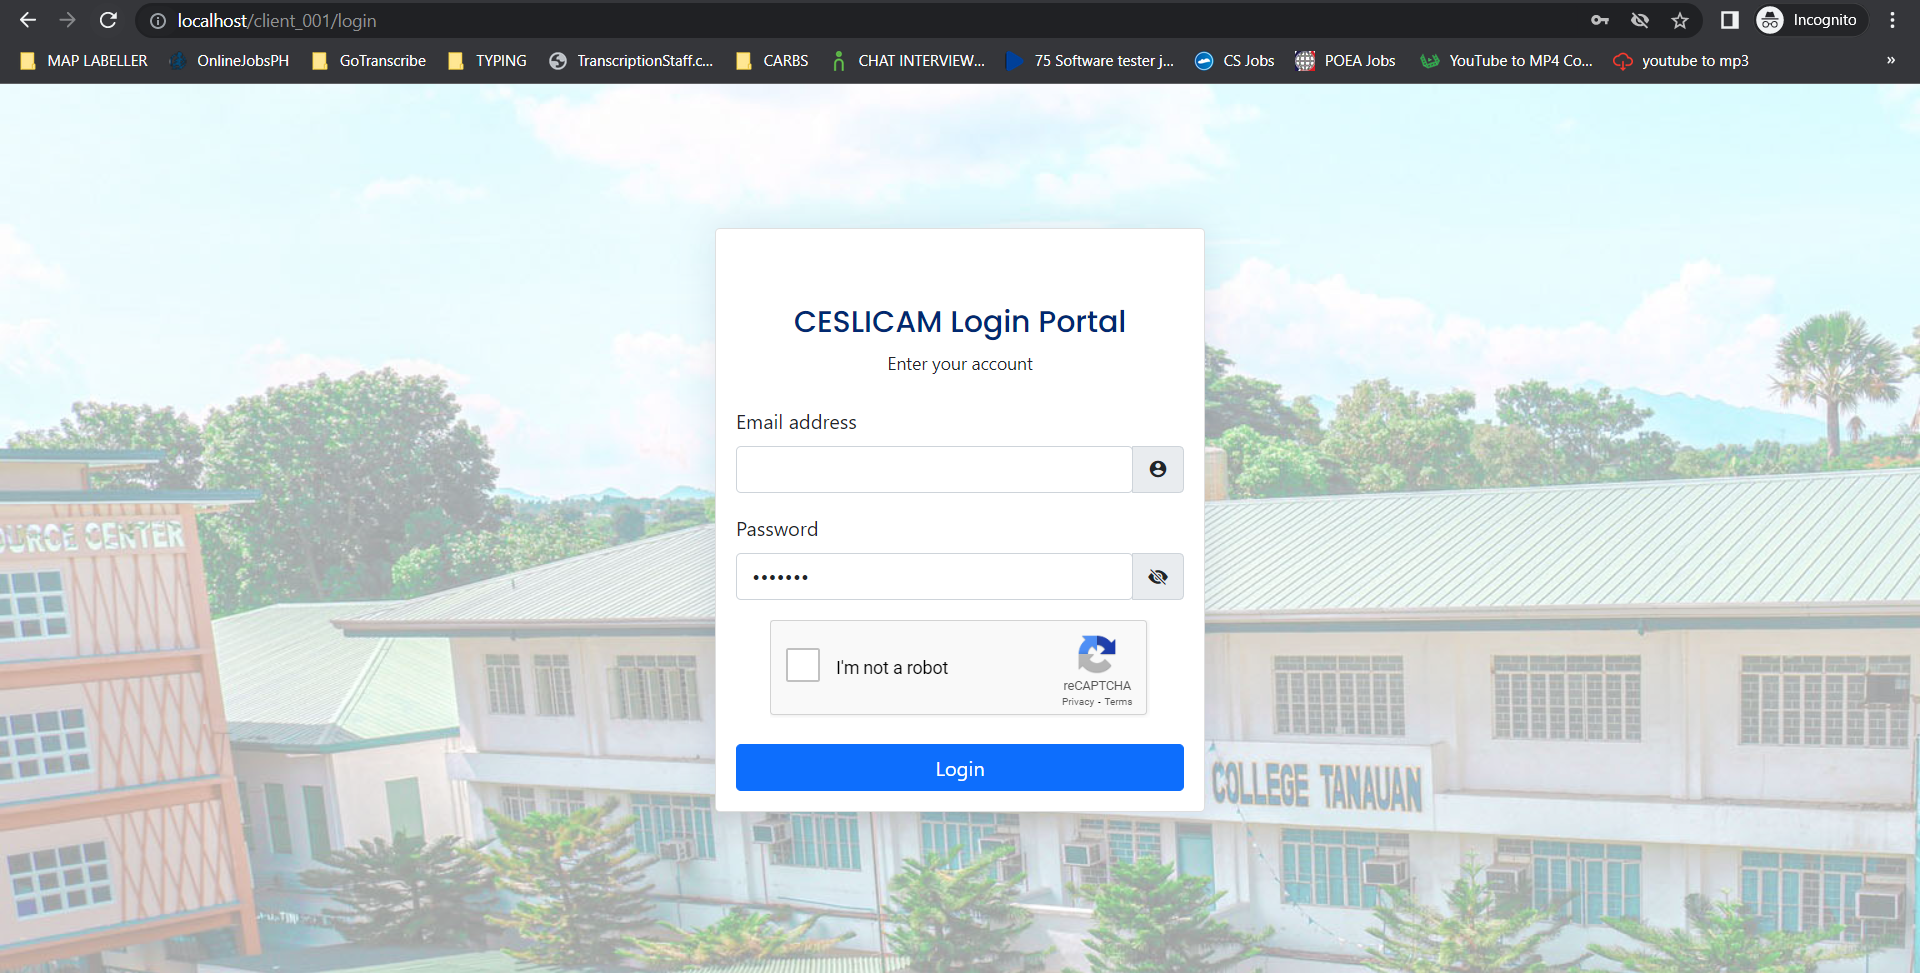 localhost/client_001/login
Incognito
MAP LABELLER OnlineJobsPH GoTranscribe TYPING TranscriptionStaff.c... CARBS CHAT INTERVIEW... 75 Software tester j... CS Jobs POEA Jobs YouTube to MP4 Co... youtube to mp3 »
CESLICAM Login Portal
Enter your account
Email address
Password
•••••••
I'm not a robot
reCAPTCHA
Privacy - Terms
Login
OURCE CENTER
COLLEGE TANAUAN